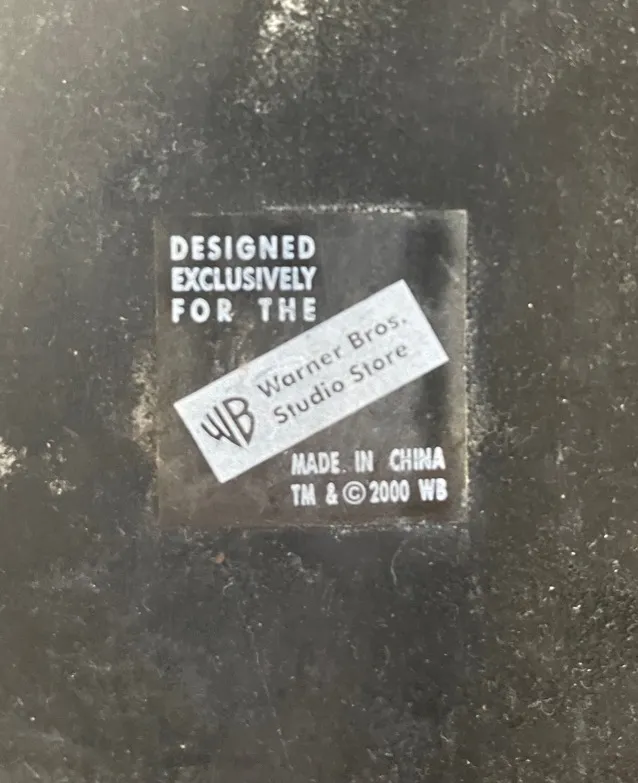 DESIGNED
EXCLUSIVELY
FOR THE
WB Warner Bros.
Studio Store
MADE IN CHINA
TM & © 2000 WB